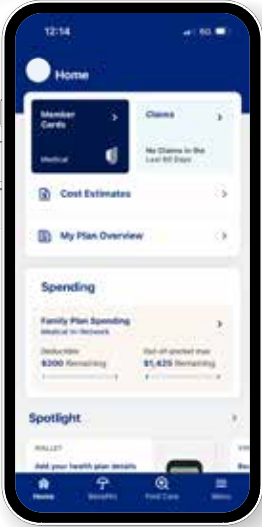 12:14
5G
Home
Member
Cards
Medical
Claims
No Claims in the
Last 60 Days
Cost Estimates
My Plan Overview
Spending
Family Plan Spending
Medical In-Network
Deductible
$200 Remaining
Out-of-pocket max
$1,425 Remaining
Spotlight
WALLET
Add your health plan details
Home
Benefits
Find Care
Menu